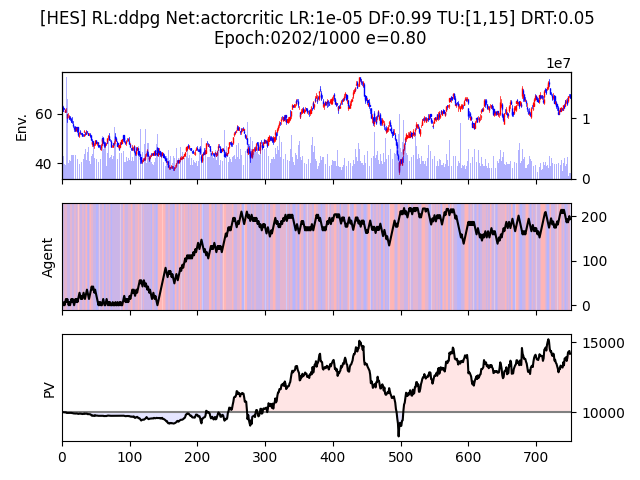 [HES] RL:ddpg Net:actorcritic LR:1e-05 DF:0.99 TU:[1,15] DRT:0.05
Epoch:0202/1000 e=0.80
1e7
Env.
60
40
1
0
Agent
200
100
0
PV
15000
10000
0 100 200 300 400 500 600 700